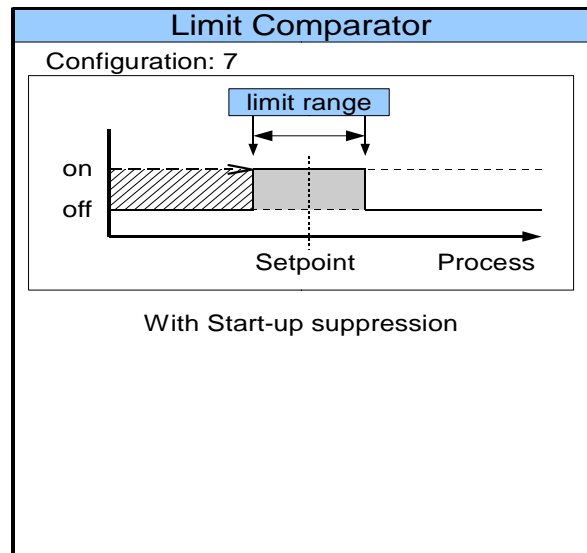 Limit Comparator
Configuration: 7
limit range
on
off
Setpoint
Process
With Start-up suppression